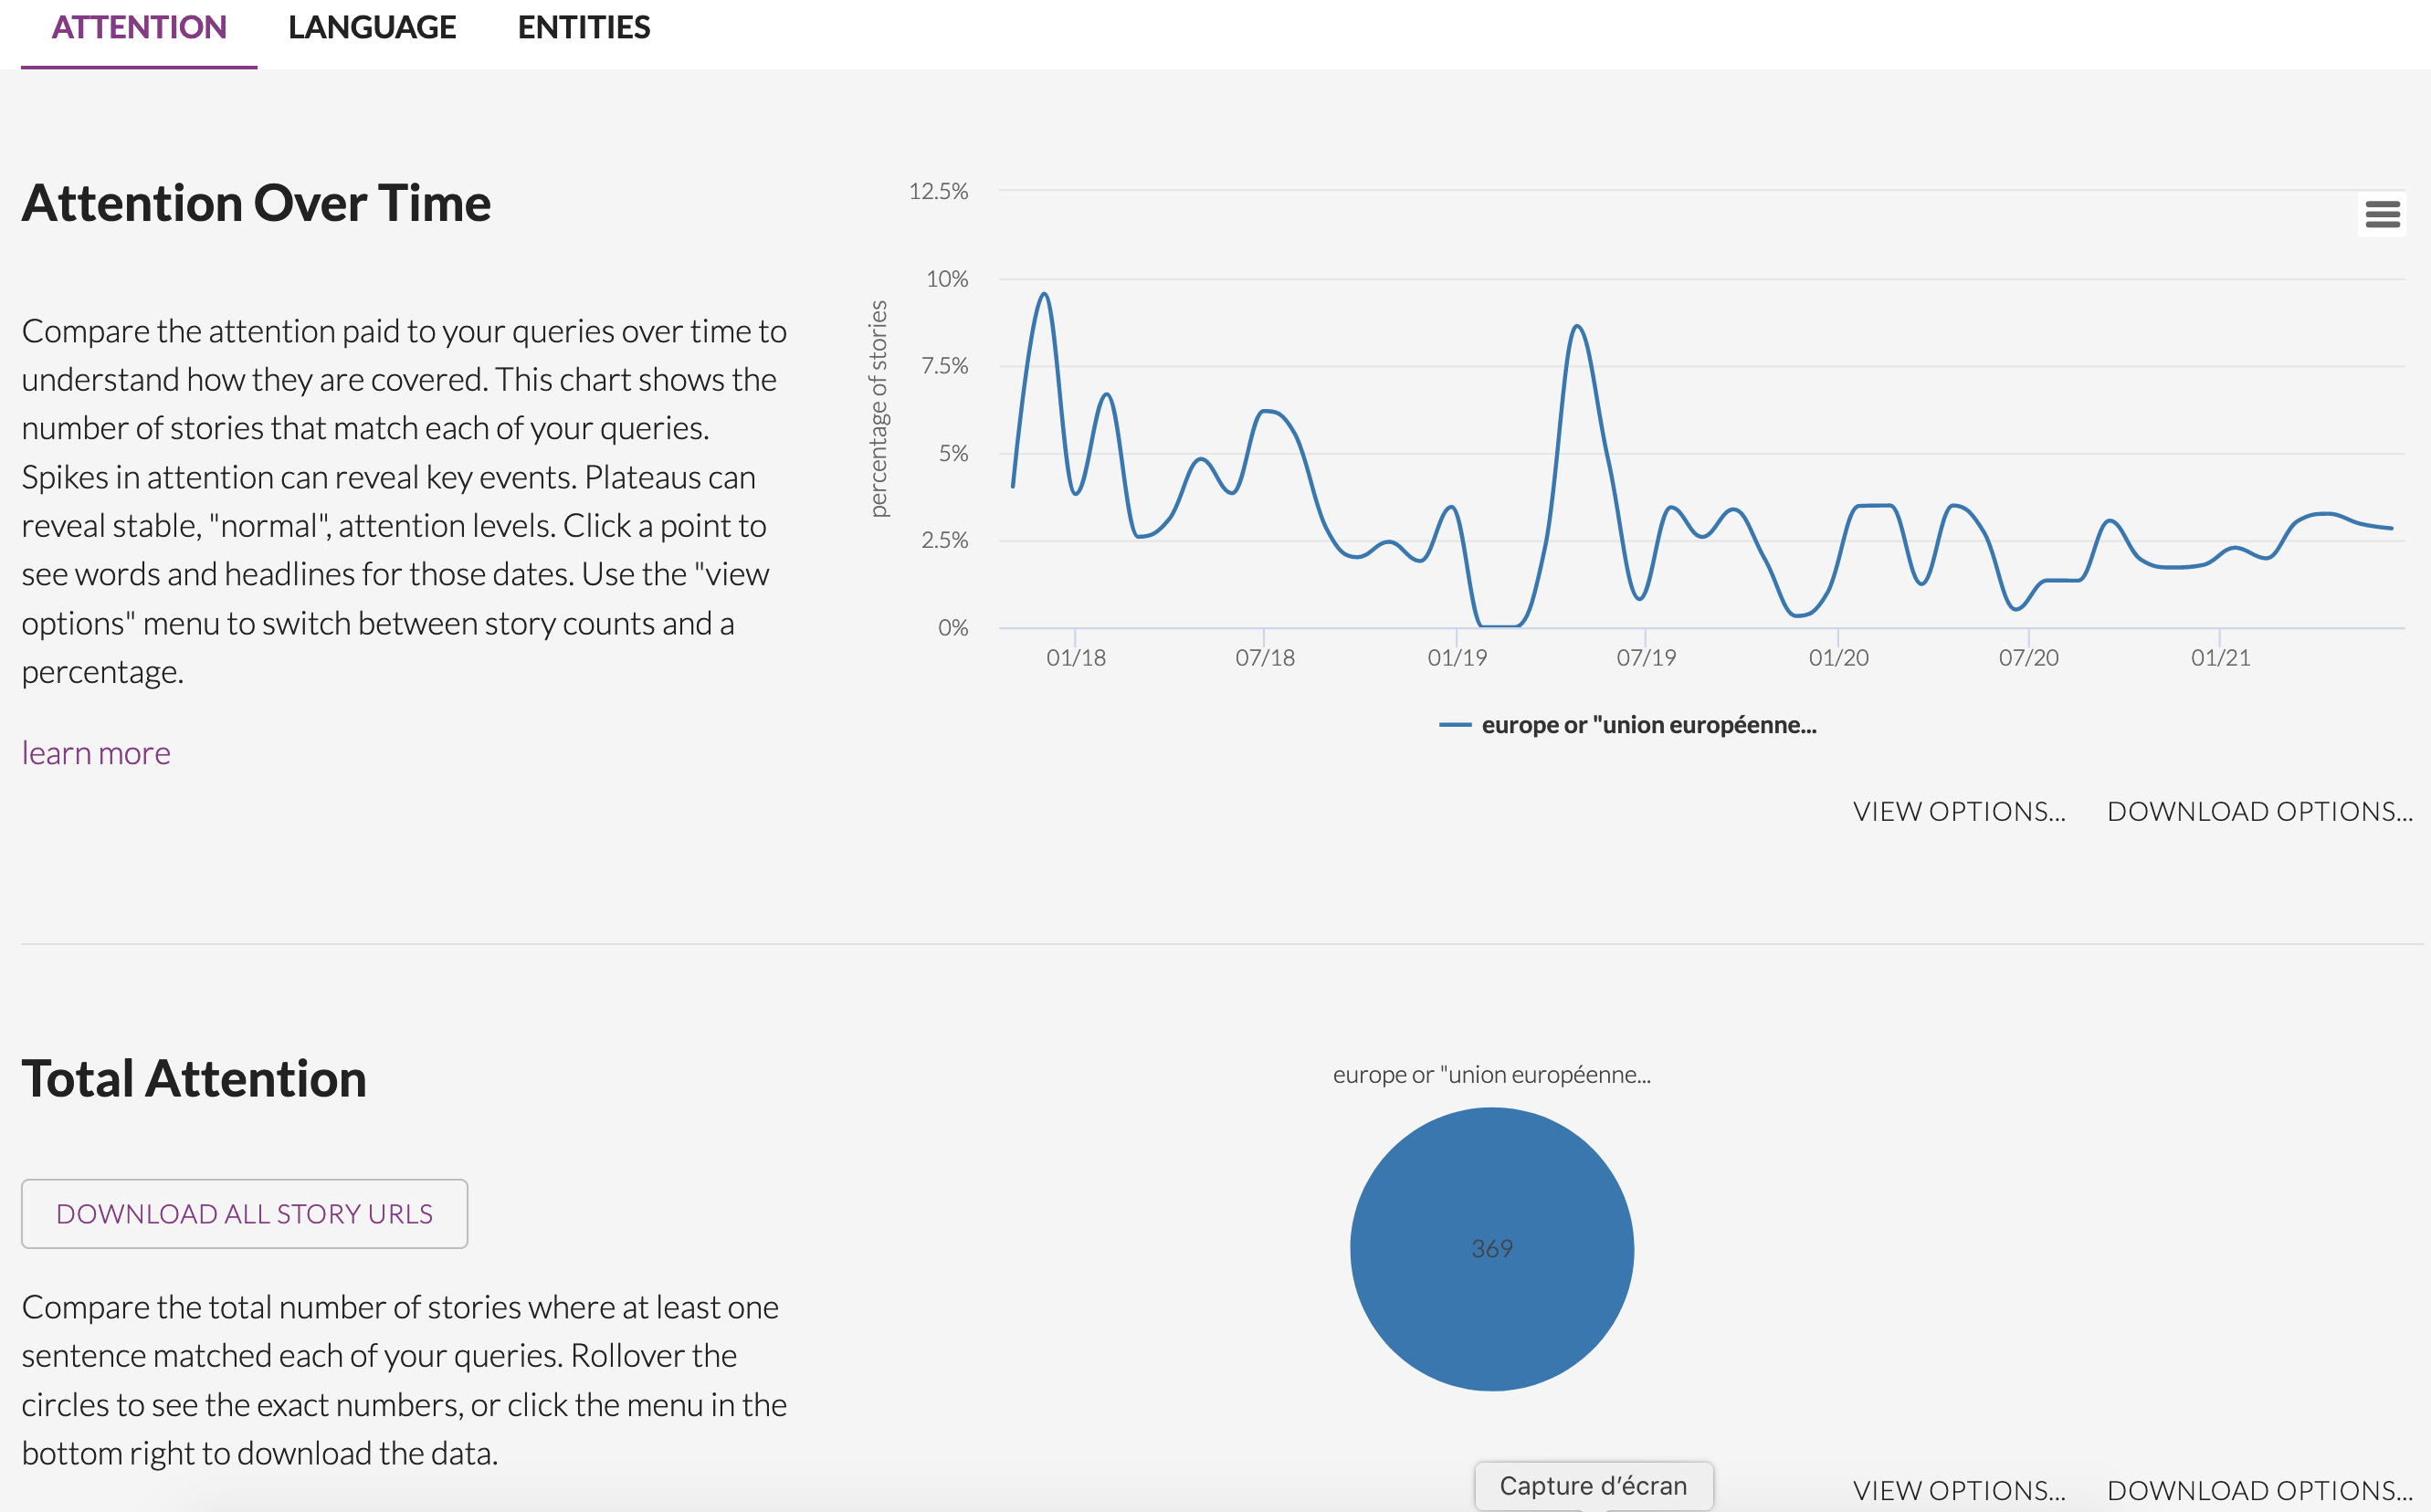 ATTENTION LANGUAGE ENTITIES
Attention Over Time
Compare the attention paid to your queries over time to
understand how they are covered. This chart shows the
number of stories that match each of your queries.
Spikes in attention can reveal key events. Plateaus can
reveal stable, "normal", attention levels. Click a point to
see words and headlines for those dates. Use the "view
options" menu to switch between story counts and a
percentage.
learn more
percentage of stories
12.5%
10%
7.5%
5%
2.5%
0%
01/18 07/18 01/19 07/19 01/20 07/20 01/21
europe or "union européenne...
VIEW OPTIONS... DOWNLOAD OPTIONS...
Total Attention
DOWNLOAD ALL STORY URLS
Compare the total number of stories where at least one
sentence matched each of your queries. Rollover the
circles to see the exact numbers, or click the menu in the
bottom right to download the data.
europe or "union européenne...
369
Capture d’écran
VIEW OPTIONS... DOWNLOAD OPTIONS...